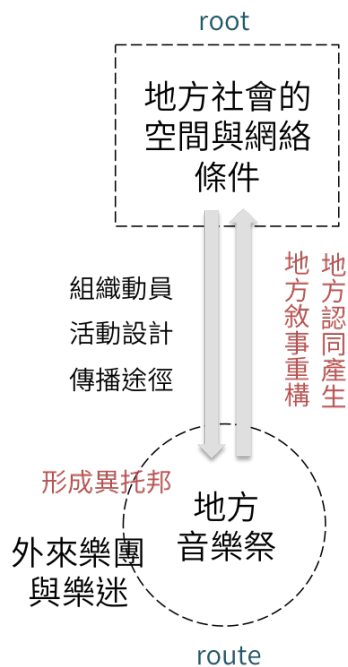 root
地方社會的
空間與網絡
條件
組織動員
活動設計
傳播途徑
地方認同產生
地方敘事重構
形成異托邦
地方
音樂祭
外來樂團
與樂迷
route